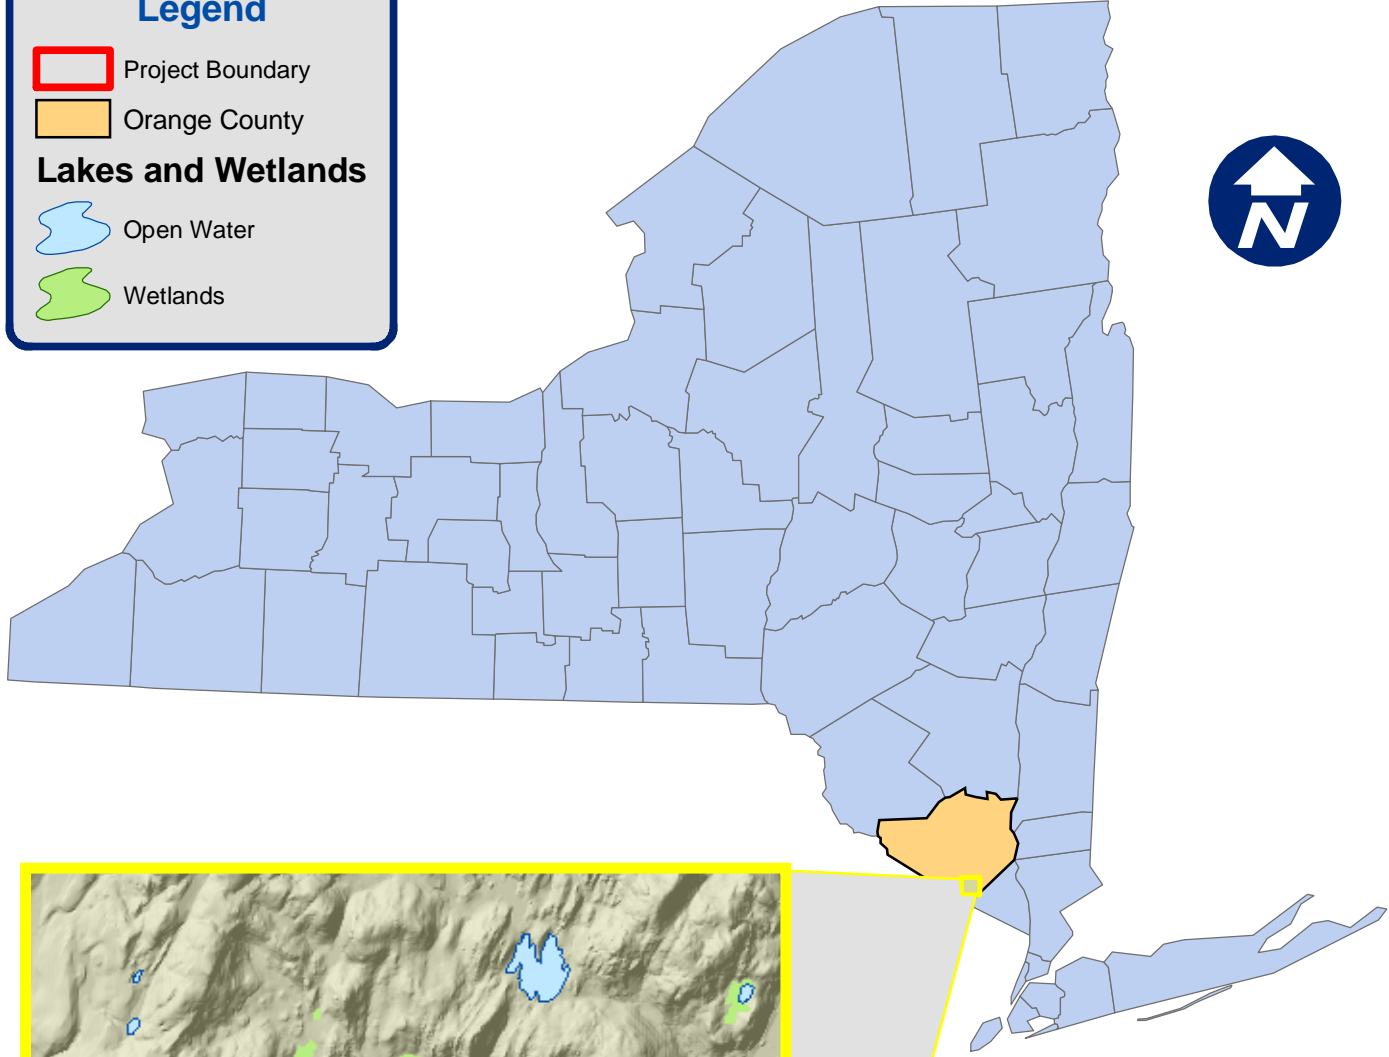 Legend
Project Boundary
Orange County
Lakes and Wetlands
Open Water
Wetlands
N